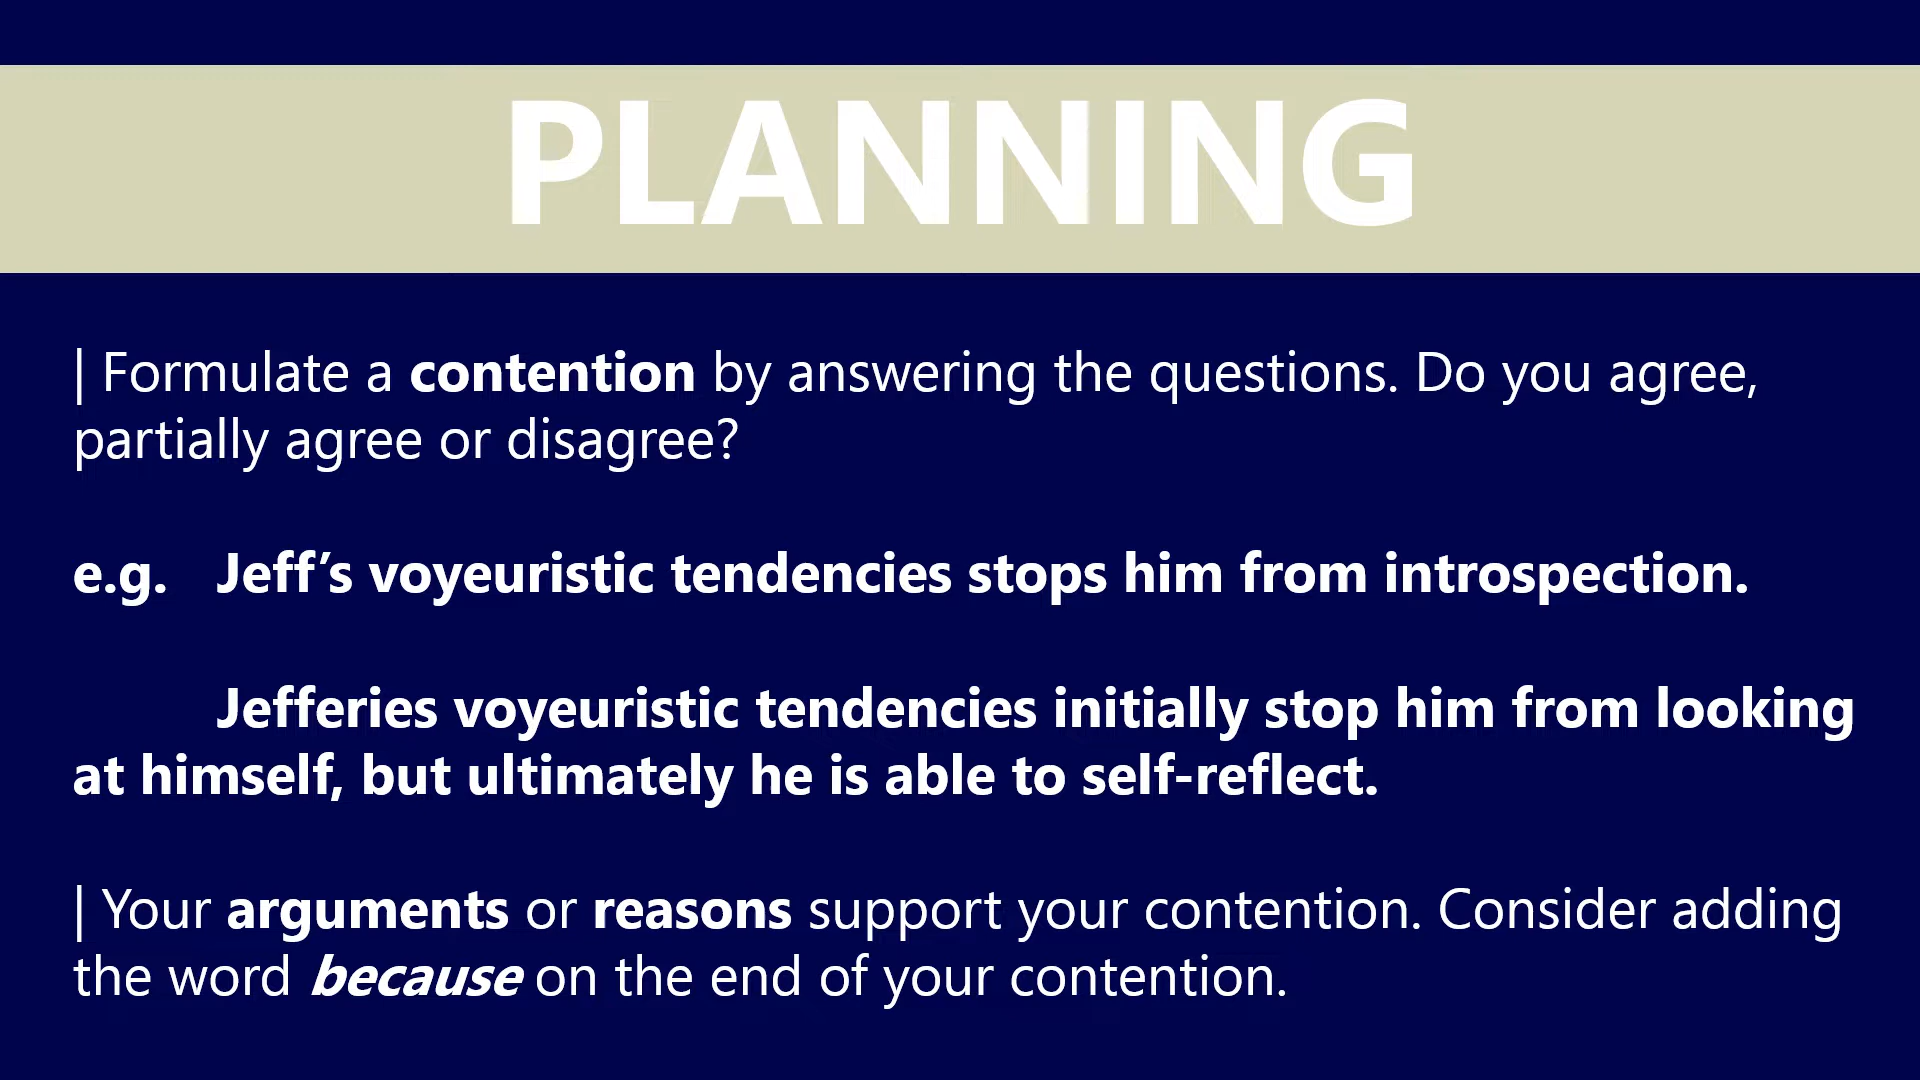 PLANNING
| Formulate a contention by answering the questions. Do you agree,
partially agree or disagree?
e.g. Jeff’s voyeuristic tendencies stops him from introspection.
Jefferies voyeuristic tendencies initially stop him from looking
at himself, but ultimately he is able to self-reflect.
| Your arguments or reasons support your contention. Consider adding
the word because on the end of your contention.